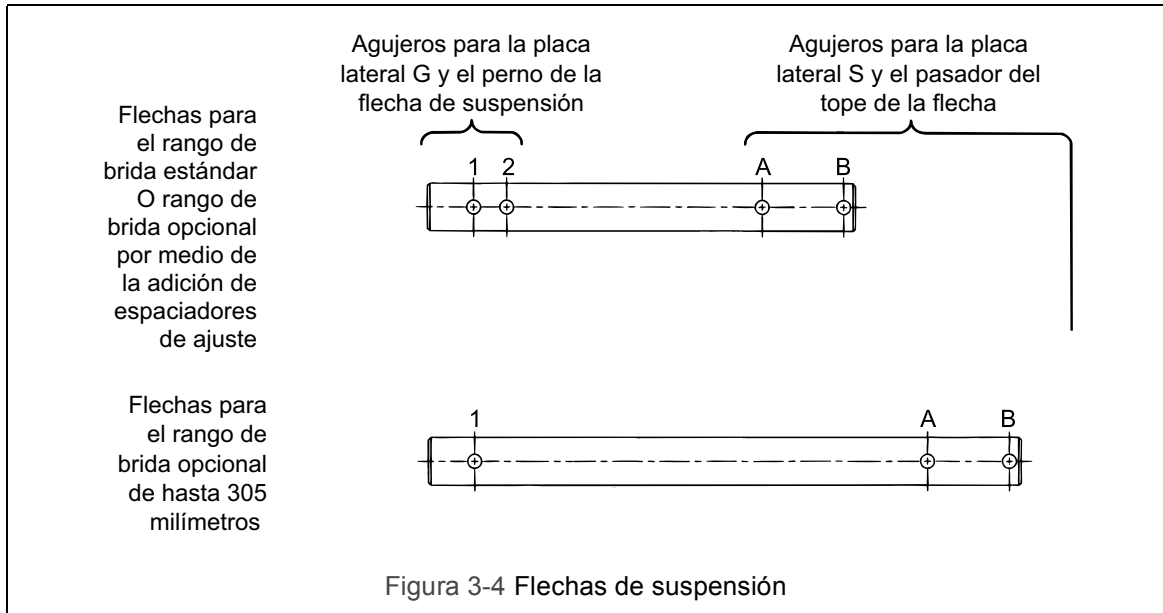 Agujeros para la placa
lateral G y el perno de la
flecha de suspensión
Agujeros para la placa
lateral S y el pasador del
tope de la flecha
Flechas para
el rango de
brida estándar
O rango de
brida opcional
por medio de
la adición de
espaciadores
de ajuste
1 2 A B
Flechas para
el rango de
brida opcional
de hasta 305
milímetros
1 A B
Figura 3-4 Flechas de suspensión